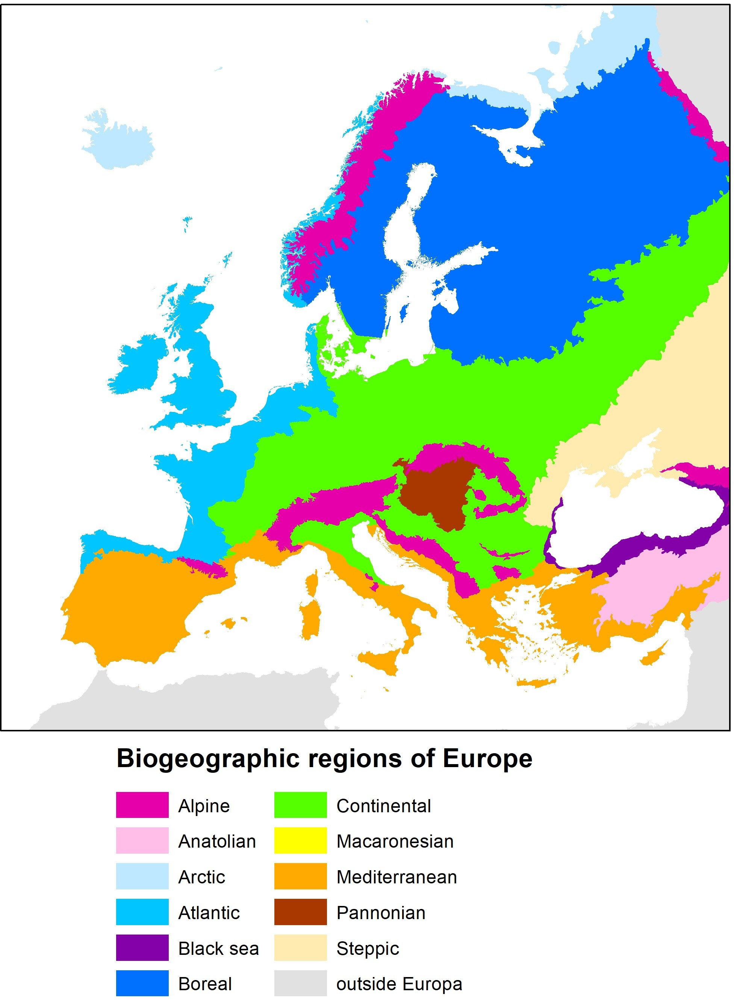 Biogeographic regions of Europe
Alpine
Anatolian
Arctic
Atlantic
Black sea
Boreal
Continental
Macaronesian
Mediterranean
Pannonian
Steppic
outside Europa